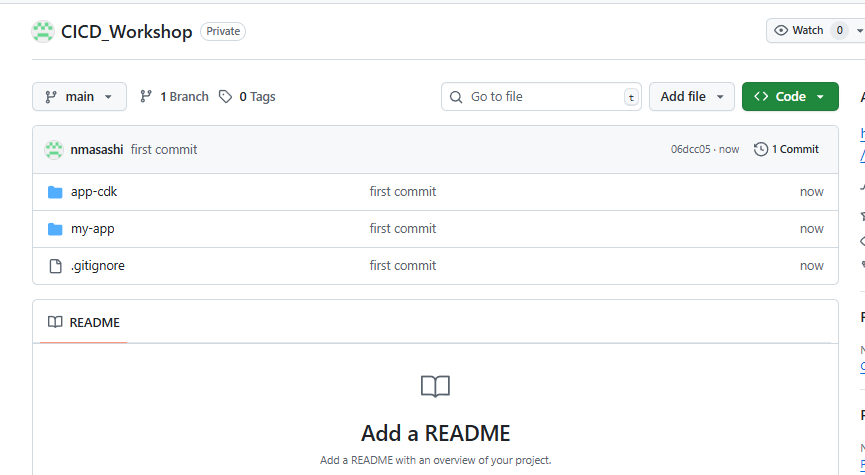 CICD_Workshop Private Watch 0
main 1 Branch 0 Tags Go to file t Add file Code
nmasashi first commit 06dcc05 · now 1 Commit
app-cdk first commit now
my-app first commit now
.gitignore first commit now
README
Add a README
Add a README with an overview of your project.